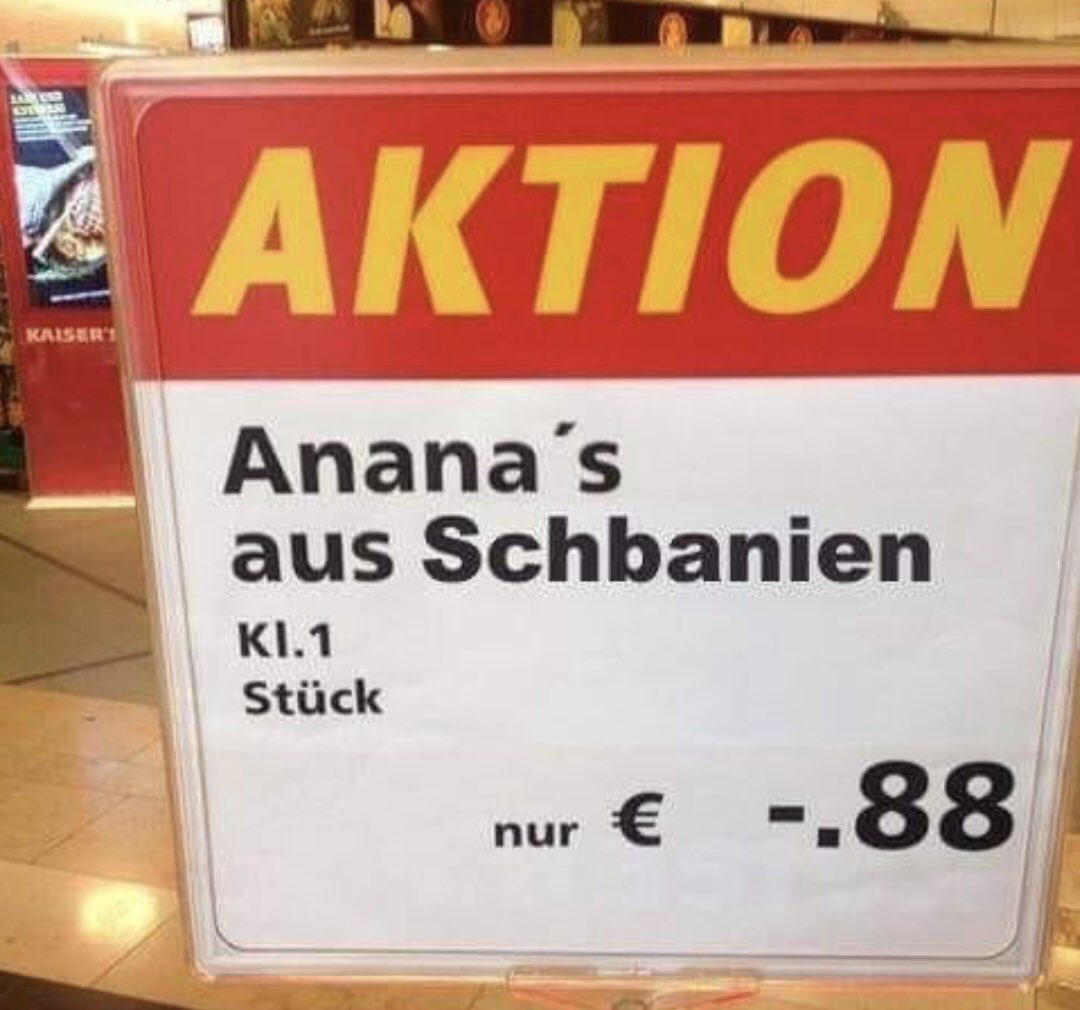 KAISER'S
AKTION
Anana´s
aus Schbanien
Kl.1
Stück
nur € -.88